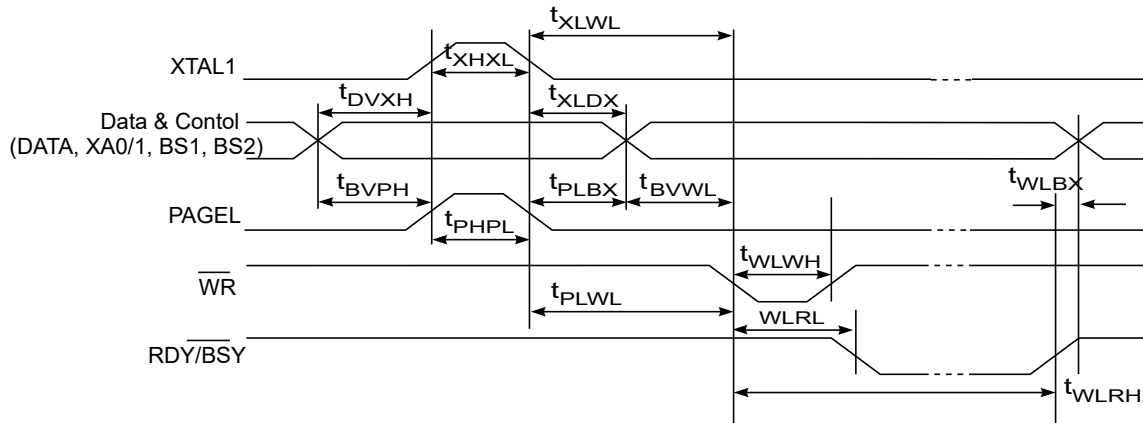 tXLWL
XTAL1
tXHXL
tDVXH
tXLDX
Data & Contol
(DATA, XA0/1, BS1, BS2)
tBVPH
tPLBX
tBVWL
tWLBX
PAGEL
tPHPL
tWLWH
WR
tPLWL
WLRL
RDY/BSY
tWLRH